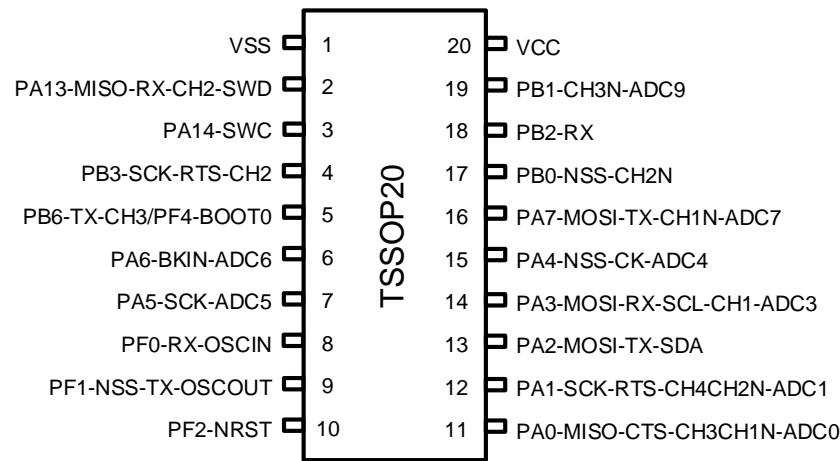 VSS 1 20 VCC
PA13-MISO-RX-CH2-SWD 2 19 PB1-CH3N-ADC9
PA14-SWC 3 18 PB2-RX
PB3-SCK-RTS-CH2 4 17 PB0-NSS-CH2N
PB6-TX-CH3/PF4-BOOT0 5 16 PA7-MOSI-TX-CH1N-ADC7
PA6-BKIN-ADC6 6 15 PA4-NSS-CK-ADC4
PA5-SCK-ADC5 7 14 PA3-MOSI-RX-SCL-CH1-ADC3
PF0-RX-OSCIN 8 13 PA2-MOSI-TX-SDA
PF1-NSS-TX-OSCOUT 9 12 PA1-SCK-RTS-CH4CH2N-ADC1
PF2-NRST 10 11 PA0-MISO-CTS-CH3CH1N-ADC0
TSSOP20